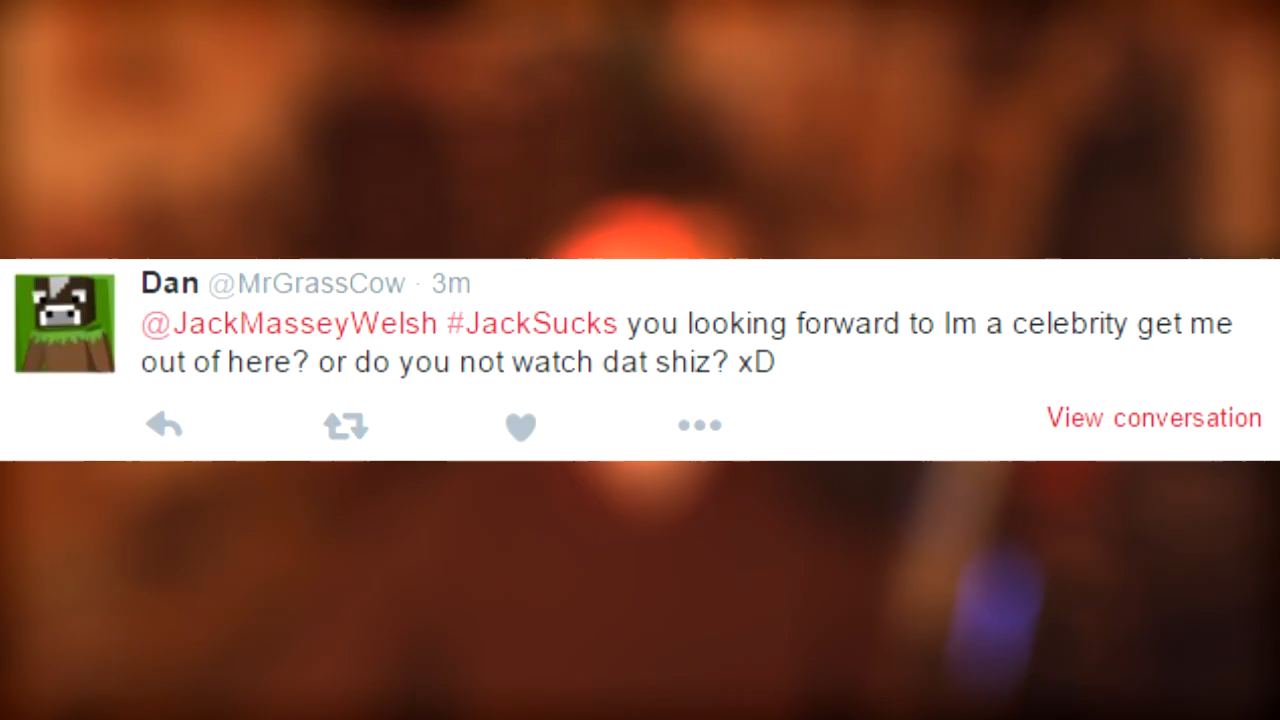 Dan @MrGrassCow · 3m
@JackMasseyWelsh #JackSucks you looking forward to Im a celebrity get me
out of here? or do you not watch dat shiz? xD
View conversation